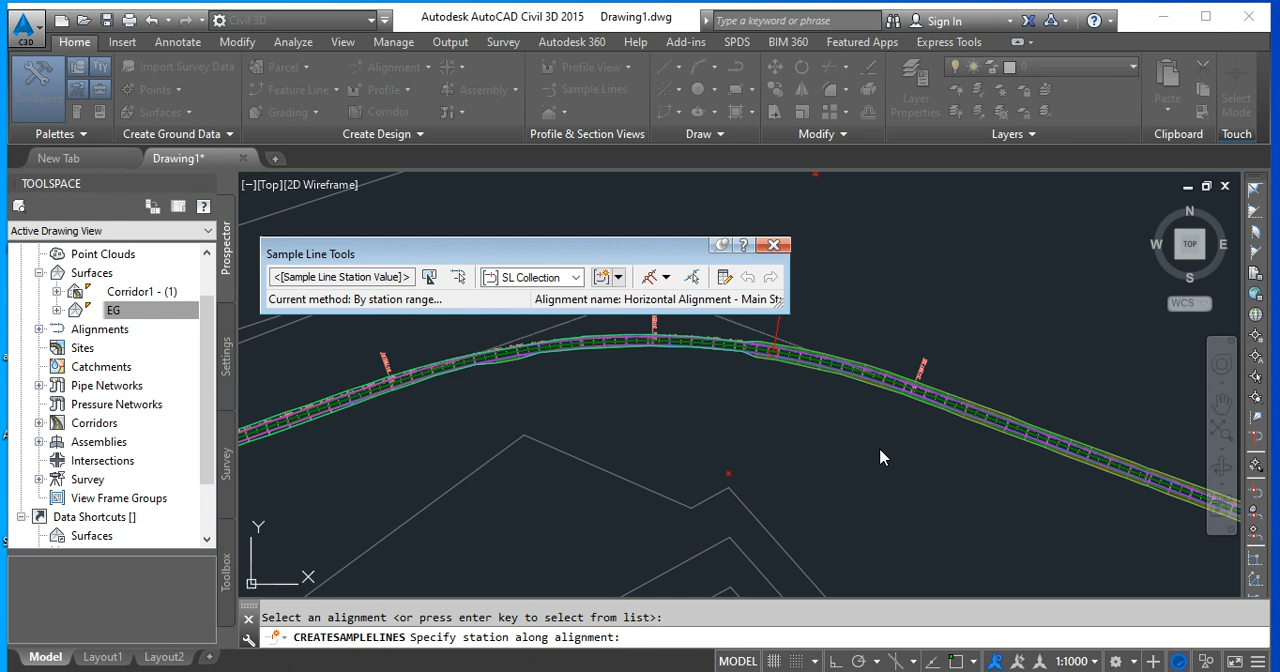 Autodesk AutoCAD Civil 3D 2015 Drawing1.dwg
Civil 3D
Type a keyword or phrase
Sign In
C3D
Home Insert Annotate Modify Analyze View Manage Output Survey Autodesk 360 Help Add-ins SPDS BIM 360 Featured Apps Express Tools
Toolspace
Import Survey Data
Points
Surfaces
Parcel
Feature Line
Grading
Alignment
Profile
Corridor
Assembly
Profile View
Sample Lines
Layer
Properties
0
Paste
Select
Mode
Palettes Create Ground Data Create Design Profile & Section Views Draw Modify Layers Clipboard Touch
New Tab Drawing1*
TOOLSPACE
Active Drawing View
Point Clouds
Surfaces
Corridor1 - (1)
EG
Alignments
Sites
Catchments
Pipe Networks
Pressure Networks
Corridors
Assemblies
Intersections
Survey
View Frame Groups
Data Shortcuts []
Surfaces
Prospector
Settings
Survey
Toolbox
[−][Top][2D Wireframe]
Sample Line Tools
<[Sample Line Station Value]>
SL Collection
Current method: By station range...
Alignment name: Horizontal Alignment - Main St
N
W TOP E
S
WCS
Y
X
Select an alignment <or press enter key to select from list>:
CREATESAMPLELINES Specify station along alignment:
Model Layout1 Layout2 +
MODEL
1:1000